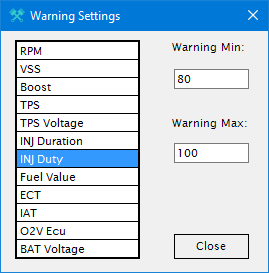 Warning Settings
RPM
VSS
Boost
TPS
TPS Voltage
INJ Duration
INJ Duty
Fuel Value
ECT
IAT
O2V Ecu
BAT Voltage
Warning Min:
80
Warning Max:
100
Close